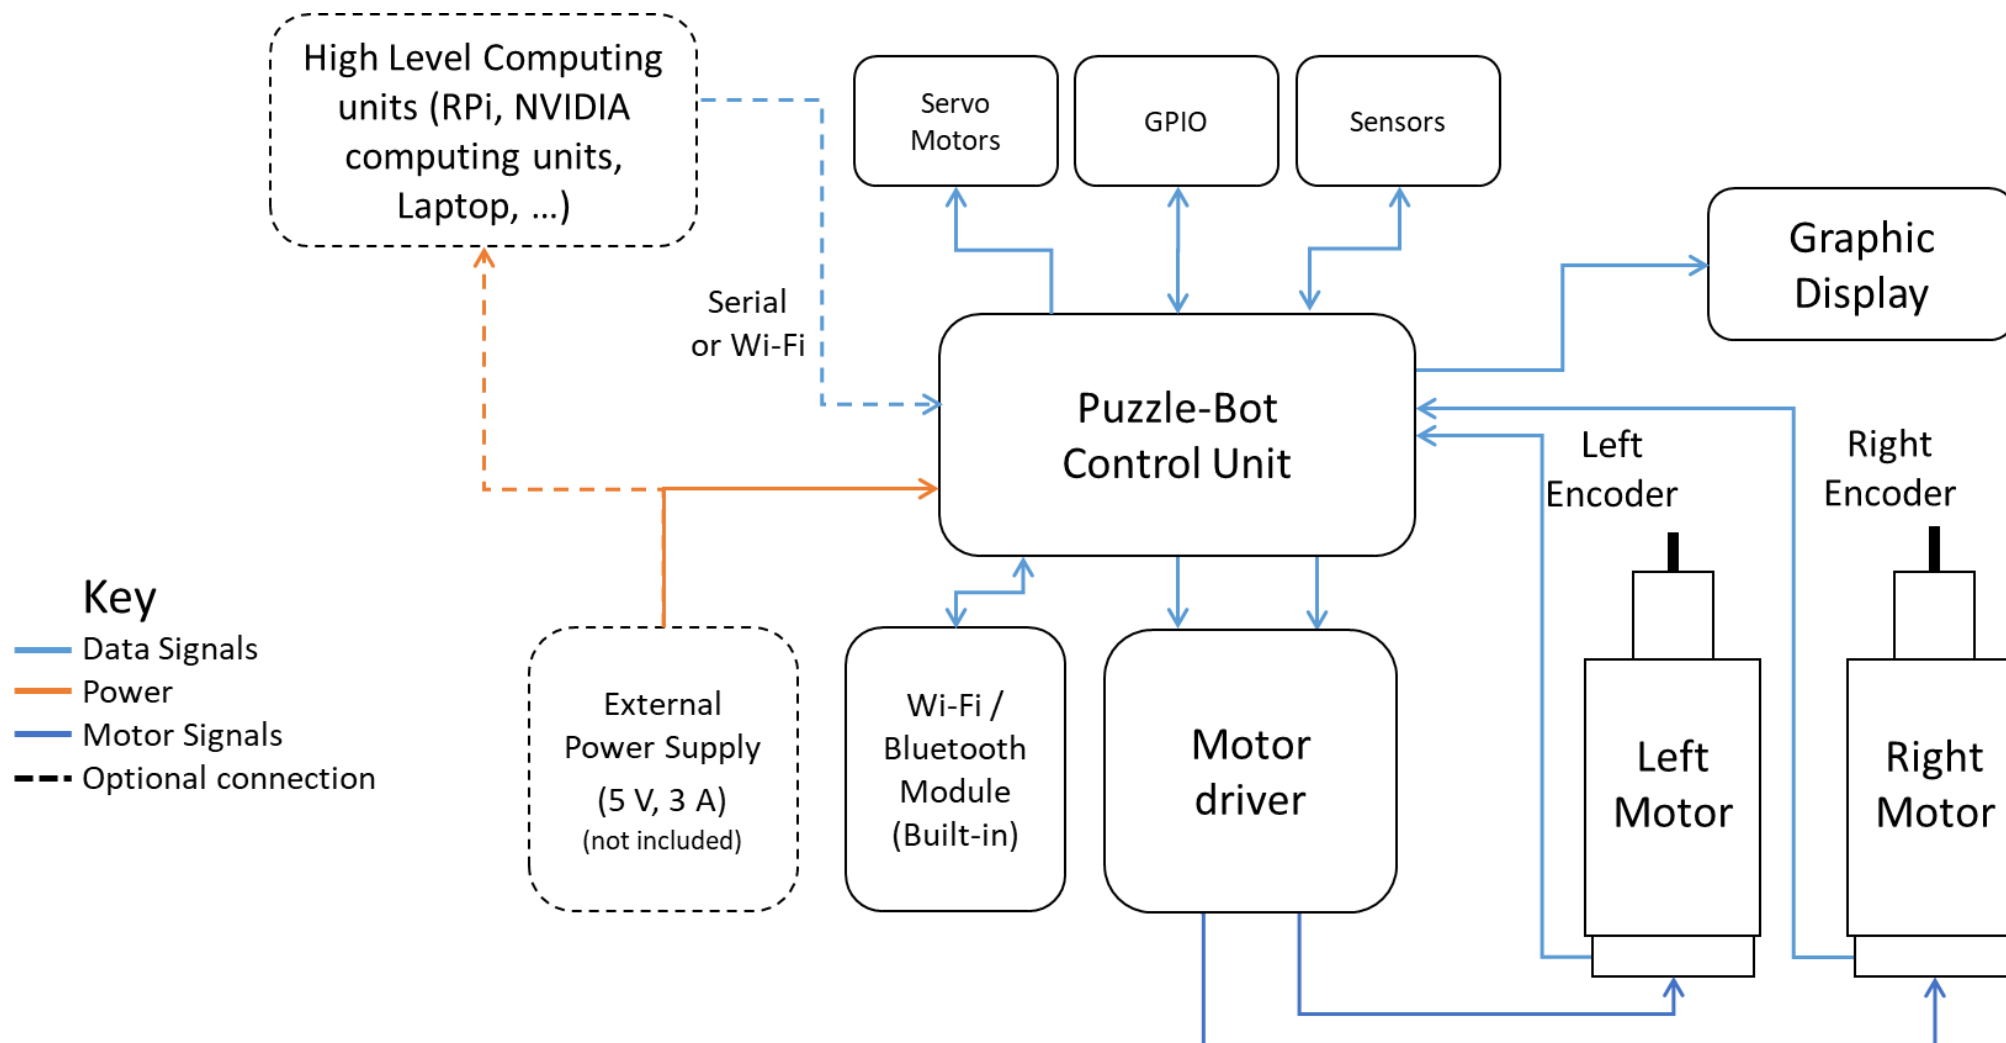 High Level Computing
units (RPi, NVIDIA
computing units,
Laptop, ...)
Servo
Motors
GPIO
Sensors
Graphic
Display
Serial
or Wi-Fi
Puzzle-Bot
Control Unit
Left
Encoder
Right
Encoder
Key
Data Signals
Power
Motor Signals
Optional connection
External
Power Supply
(5 V, 3 A)
(not included)
Wi-Fi /
Bluetooth
Module
(Built-in)
Motor
driver
Left
Motor
Right
Motor